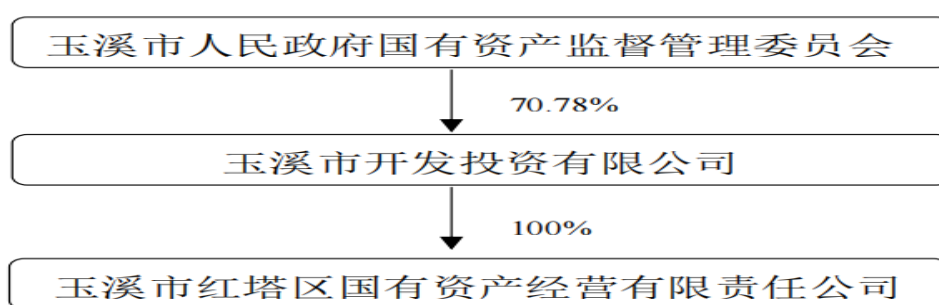 玉溪市人民政府国有资产监督管理委员会
70.78%
玉溪市开发投资有限公司
100%
玉溪市红塔区国有资产经营有限责任公司